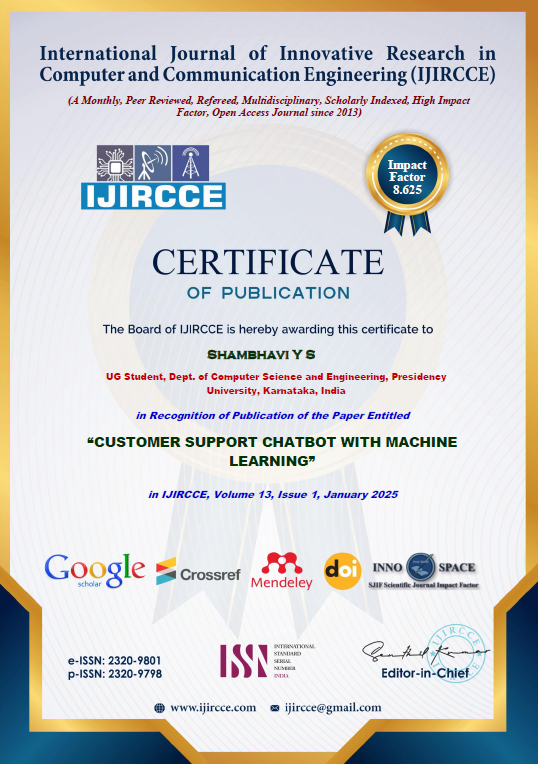 International Journal of Innovative Research in
Computer and Communication Engineering (IJIRCCE)
(A Monthly, Peer Reviewed, Refereed, Multidisciplinary, Scholarly Indexed, High Impact
Factor, Open Access Journal since 2013)
IJIRCCE
Impact
Factor
8.625
CERTIFICATE
OF PUBLICATION
The Board of IJIRCCE is hereby awarding this certificate to
SHAMBHAVI Y S
UG Student, Dept. of Computer Science and Engineering, Presidency
University, Karnataka, India
in Recognition of Publication of the Paper Entitled
“CUSTOMER SUPPORT CHATBOT WITH MACHINE
LEARNING”
in IJIRCCE, Volume 13, Issue 1, January 2025
Google
scholar
Crossref
Mendeley
doi
INNO SPACE
SJIF Scientific Journal Impact Factor
e-ISSN: 2320-9801
p-ISSN: 2320-9798
ISSN
INTERNATIONAL
STANDARD
SERIAL
NUMBER
INDIA
IJIRCCE
Editor-in-Chief
www.ijircce.com ijircce@gmail.com